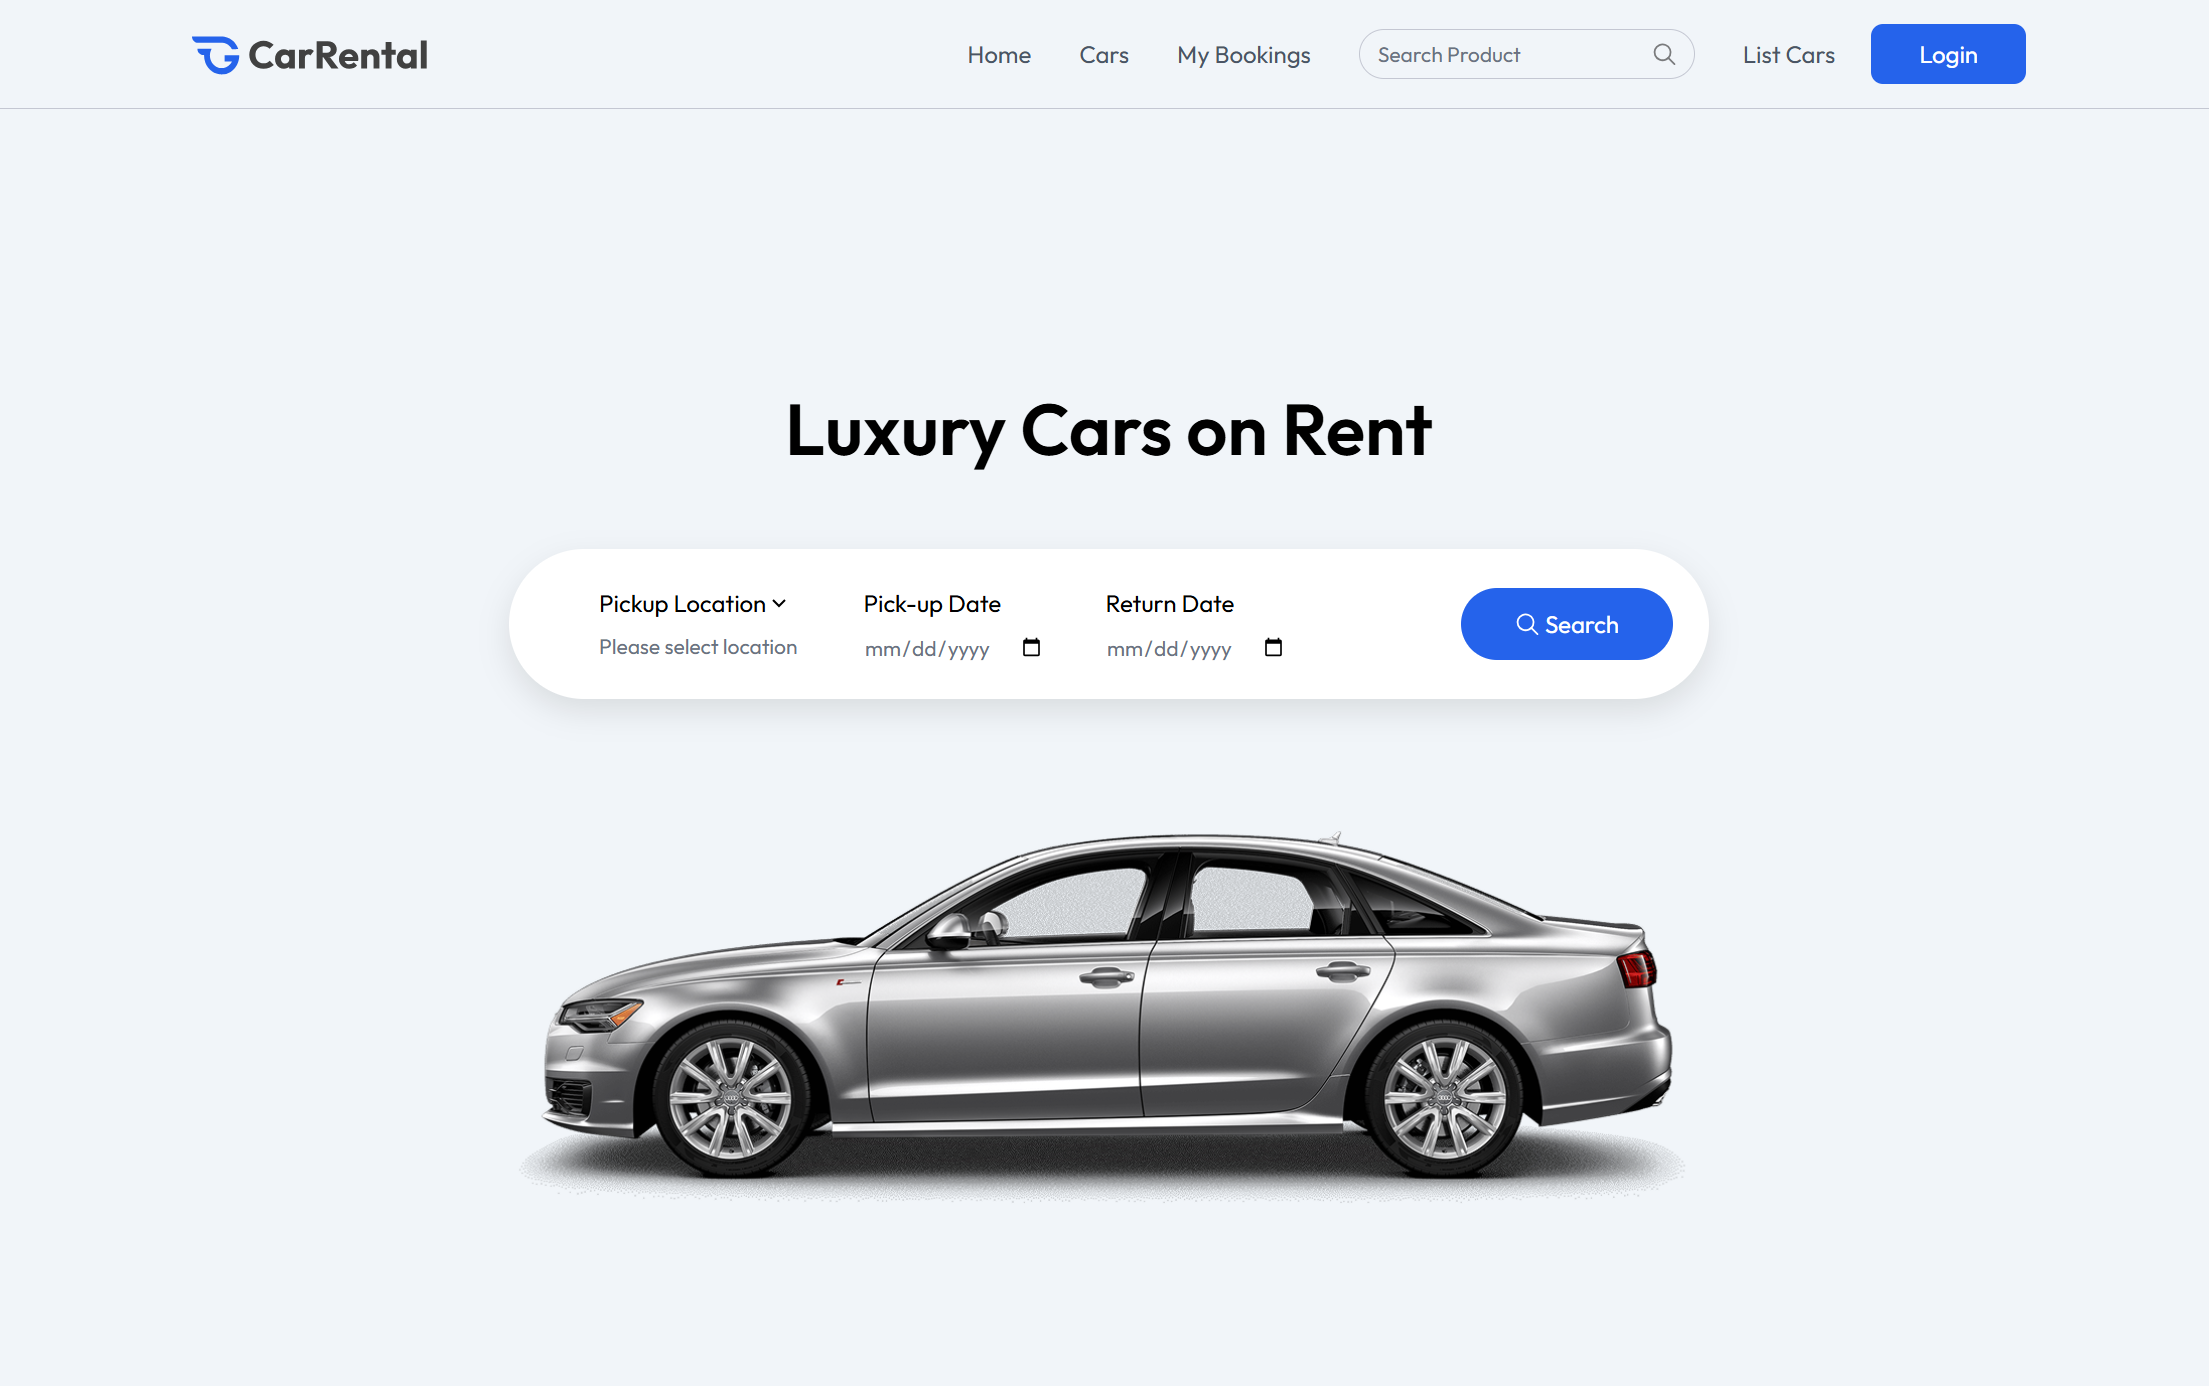 CarRental
Home
Cars
My Bookings
Search Product
List Cars
Login
Luxury Cars on Rent
Pickup Location
Pick-up Date
Return Date
Please select location
mm/dd/yyyy
mm/dd/yyyy
Search